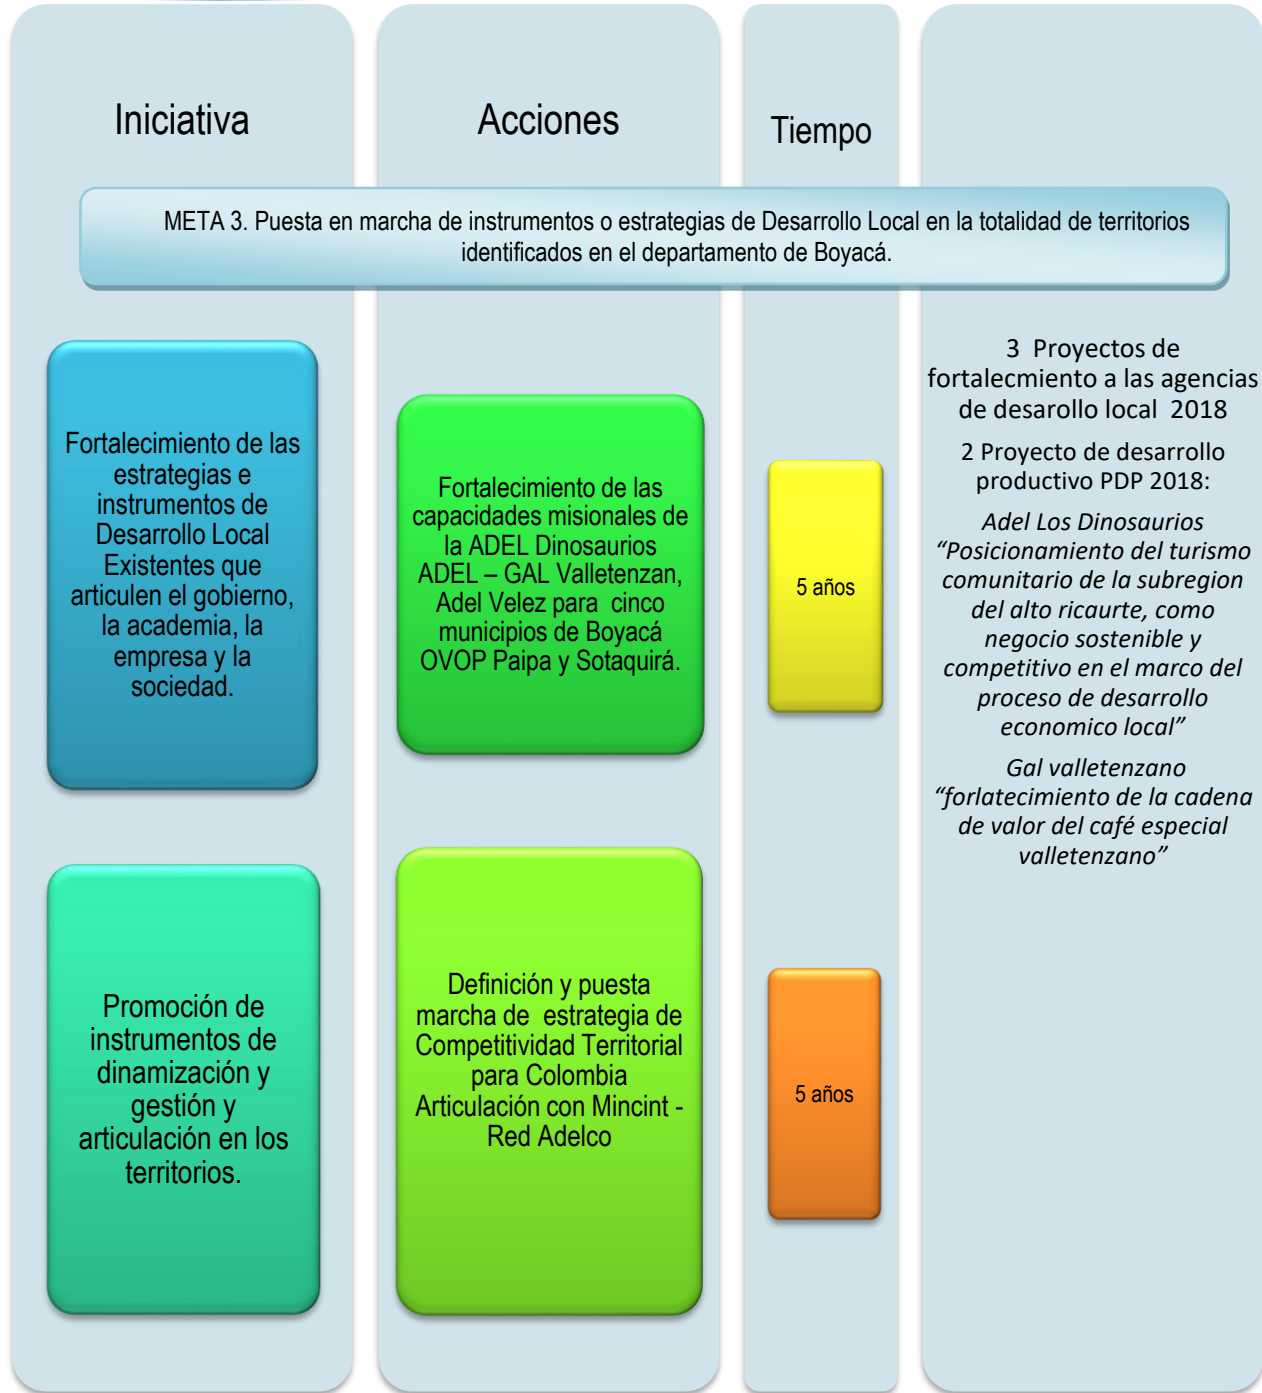 Iniciativa
Acciones
Tiempo
META 3. Puesta en marcha de instrumentos o estrategias de Desarrollo Local en la totalidad de territorios
identificados en el departamento de Boyacá.
Fortalecimiento de las
estrategias e
instrumentos de
Desarrollo Local
Existentes que
articulen el gobierno,
la academia, la
empresa y la
sociedad.
Fortalecimiento de las
capacidades misionales de
la ADEL Dinosaurios
ADEL – GAL Valletenzan,
Adel Velez para cinco
municipios de Boyacá
OVOP Paipa y Sotaquirá.
5 años
3 Proyectos de
fortalecmiento a las agencias
de desarollo local 2018
2 Proyecto de desarrollo
productivo PDP 2018:
Adel Los Dinosaurios
“Posicionamiento del turismo
comunitario de la subregion
del alto ricaurte, como
negocio sostenible y
competitivo en el marco del
proceso de desarrollo
economico local”
Gal valletenzano
“forlatecimiento de la cadena
de valor del café especial
valletenzano”
Promoción de
instrumentos de
dinamización y
gestión y
articulación en los
territorios.
Definición y puesta
marcha de estrategia de
Competitividad Territorial
para Colombia
Articulación con Mincint -
Red Adelco
5 años